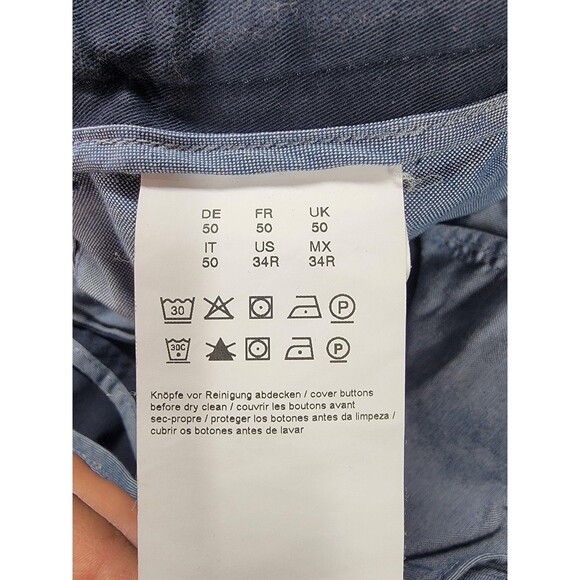 DE FR UK
50 50 50
IT US MX
50 34R 34R
30 P
30C P
Knöpfe vor Reinigung abdecken / cover buttons
before dry clean / couvrir les boutons avant
sec-propre / proteger los botones antes da limpeza /
cubrir os botones antes de lavar